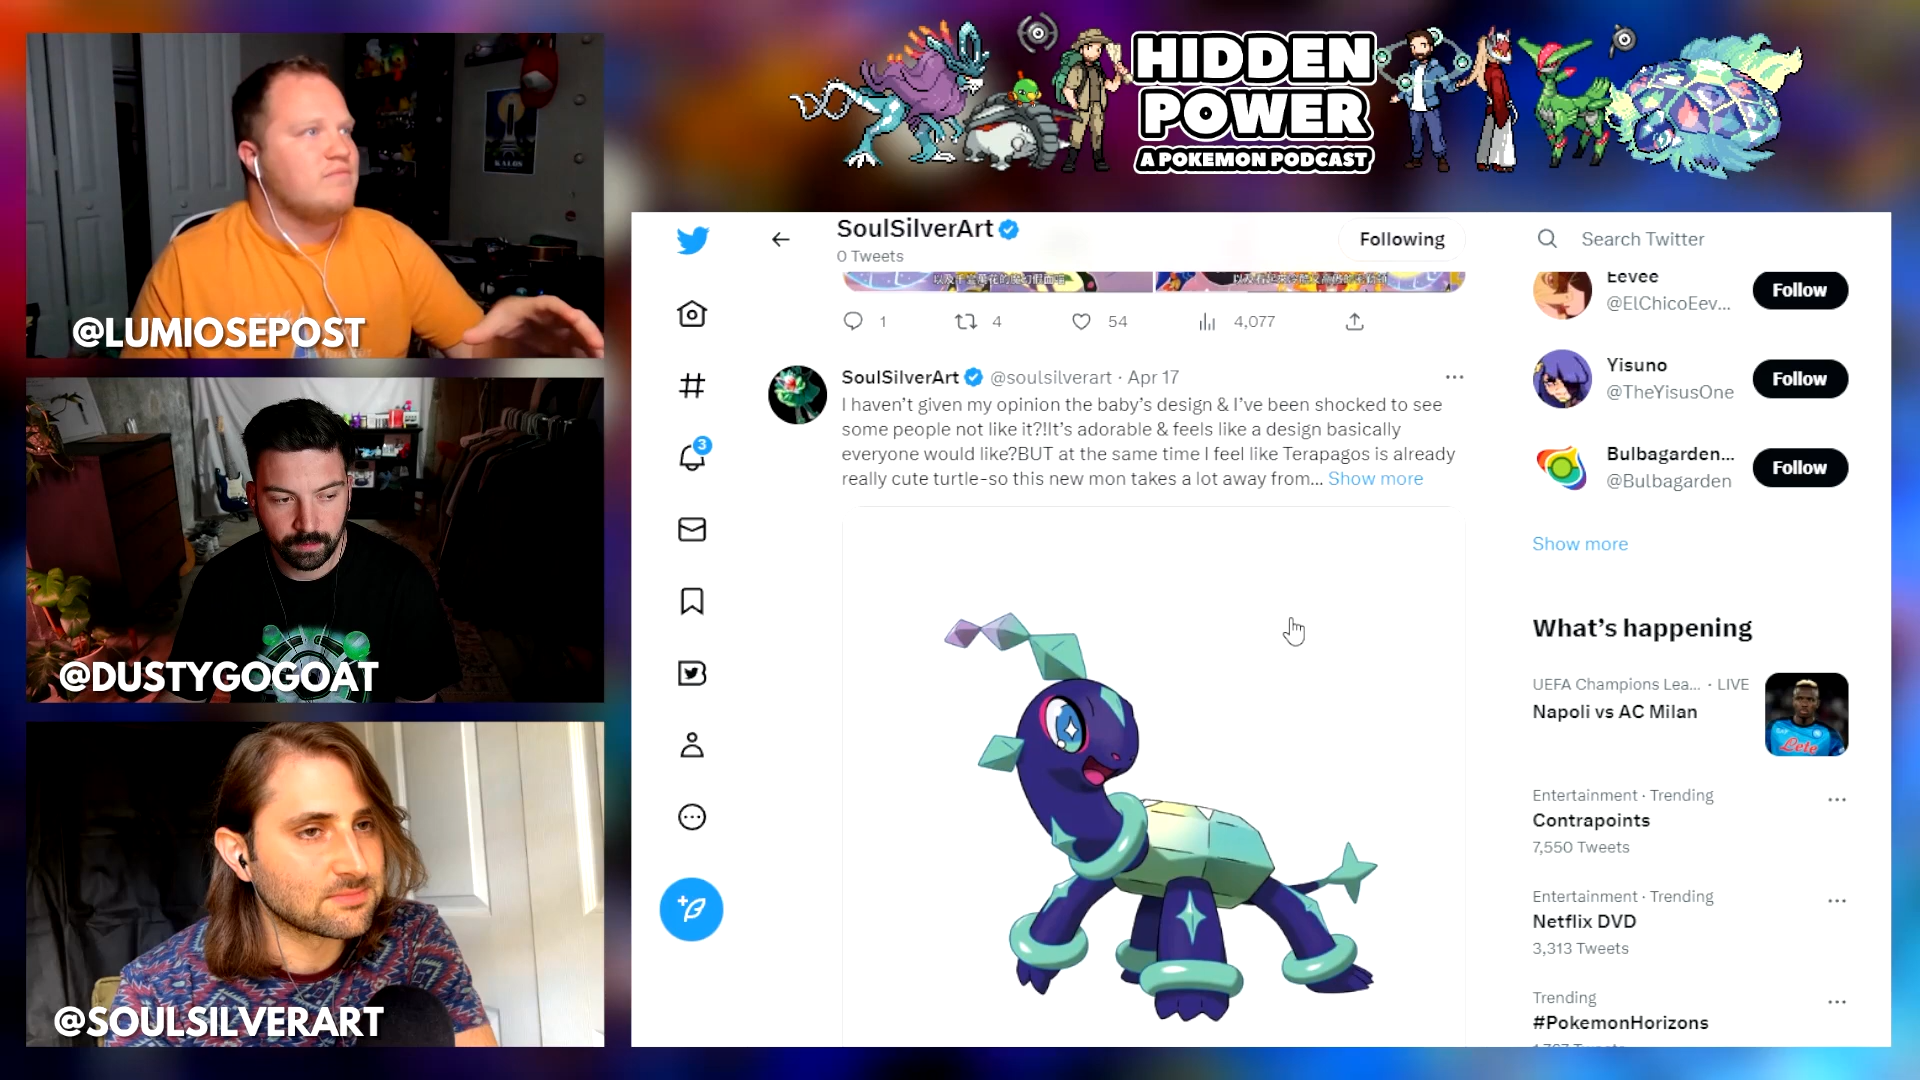 HIDDEN
POWER
A POKEMON PODCAST
KALOS
@LUMIOSEPOST
@DUSTYGOGOAT
@SOULSILVERART
SoulSilverArt
0 Tweets
Following
Search Twitter
1
4
54
4,077
SoulSilverArt @soulsilverart · Apr 17
I haven't given my opinion the baby's design & I've been shocked to see
some people not like it?!It's adorable & feels like a design basically
everyone would like?BUT at the same time I feel like Terapagos is already
really cute turtle-so this new mon takes a lot away from... Show more
3
Eevee
@ElChicoEev...
Follow
Yisuno
@TheYisusOne
Follow
Bulbagarden...
@Bulbagarden
Follow
Show more
What's happening
UEFA Champions Lea... · LIVE
Napoli vs AC Milan
Lete
Entertainment · Trending
Contrapoints
7,550 Tweets
Entertainment · Trending
Netflix DVD
3,313 Tweets
Trending
#PokemonHorizons